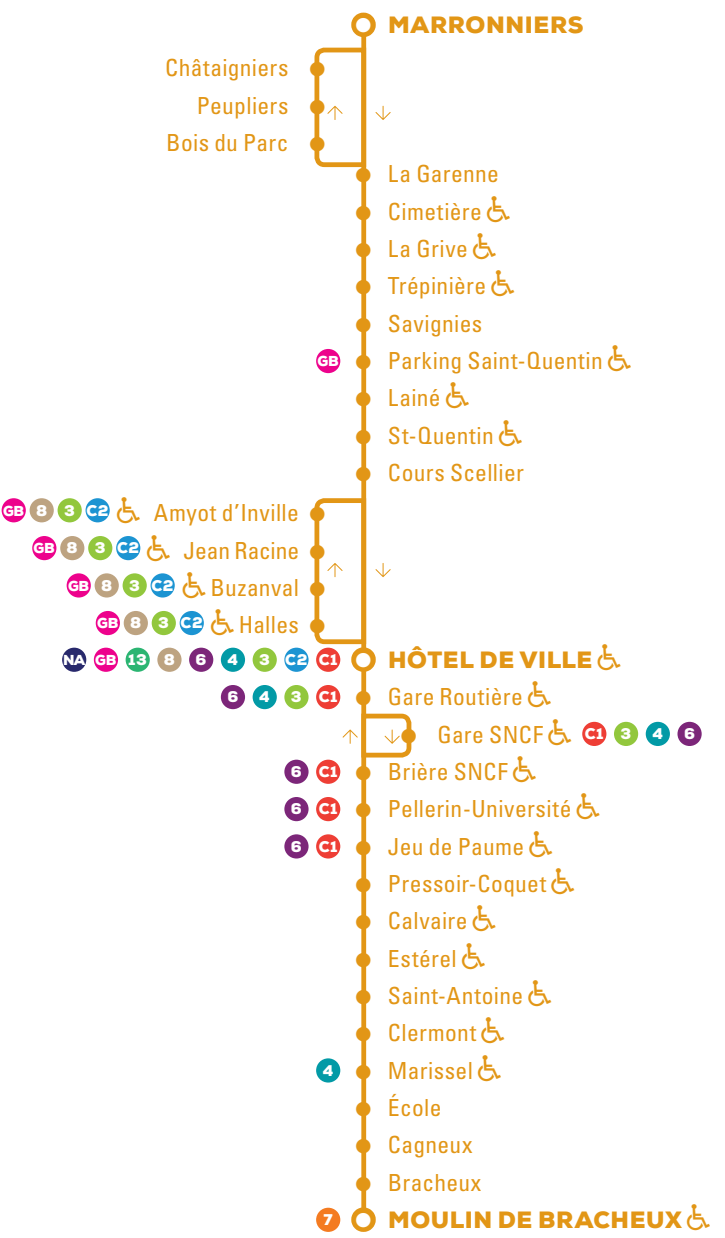 MARRONNIERS
Châtaigniers
Peupliers
Bois du Parc
La Garenne
Cimetière
La Grive
Trépinière
Savignies
GB Parking Saint-Quentin
Lainé
St-Quentin
Cours Scellier
GB 8 3 C2 Amyot d'Inville
GB 8 3 C2 Jean Racine
GB 8 3 C2 Buzanval
GB 8 3 C2 Halles
NA GB 13 8 6 4 3 C2 C1 HÔTEL DE VILLE
6 4 3 C1 Gare Routière
Gare SNCF C1 3 4 6
6 C1 Brière SNCF
6 C1 Pellerin-Université
6 C1 Jeu de Paume
Pressoir-Coquet
Calvaire
Estérel
Saint-Antoine
Clermont
4 Marissel
École
Cagneux
Bracheux
7 MOULIN DE BRACHEUX